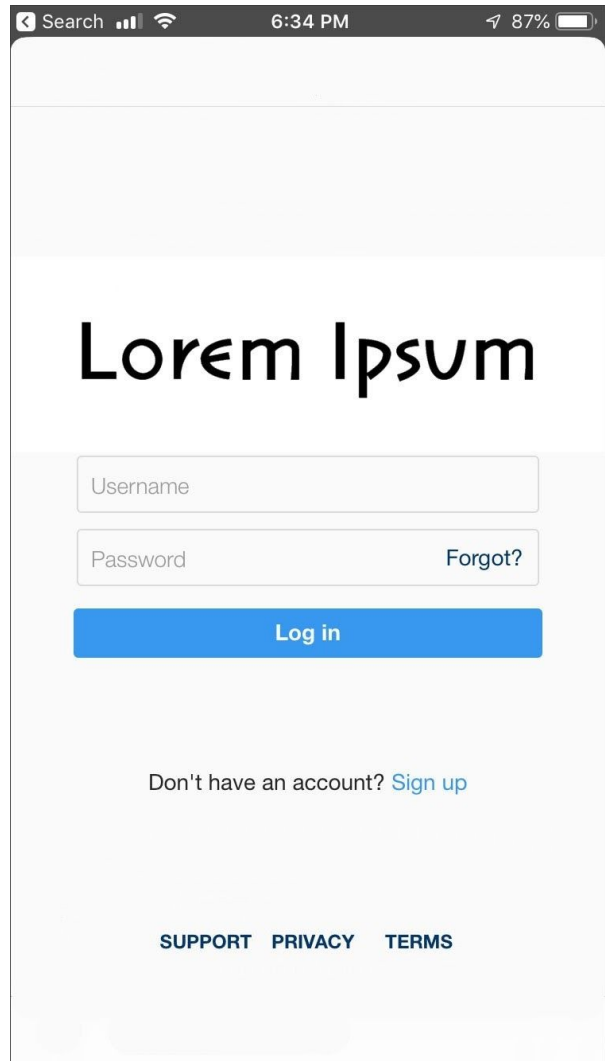 Search 6:34 PM 87%
Lorem Ipsum
Username
Password Forgot?
Log in
Don't have an account? Sign up
SUPPORT PRIVACY TERMS